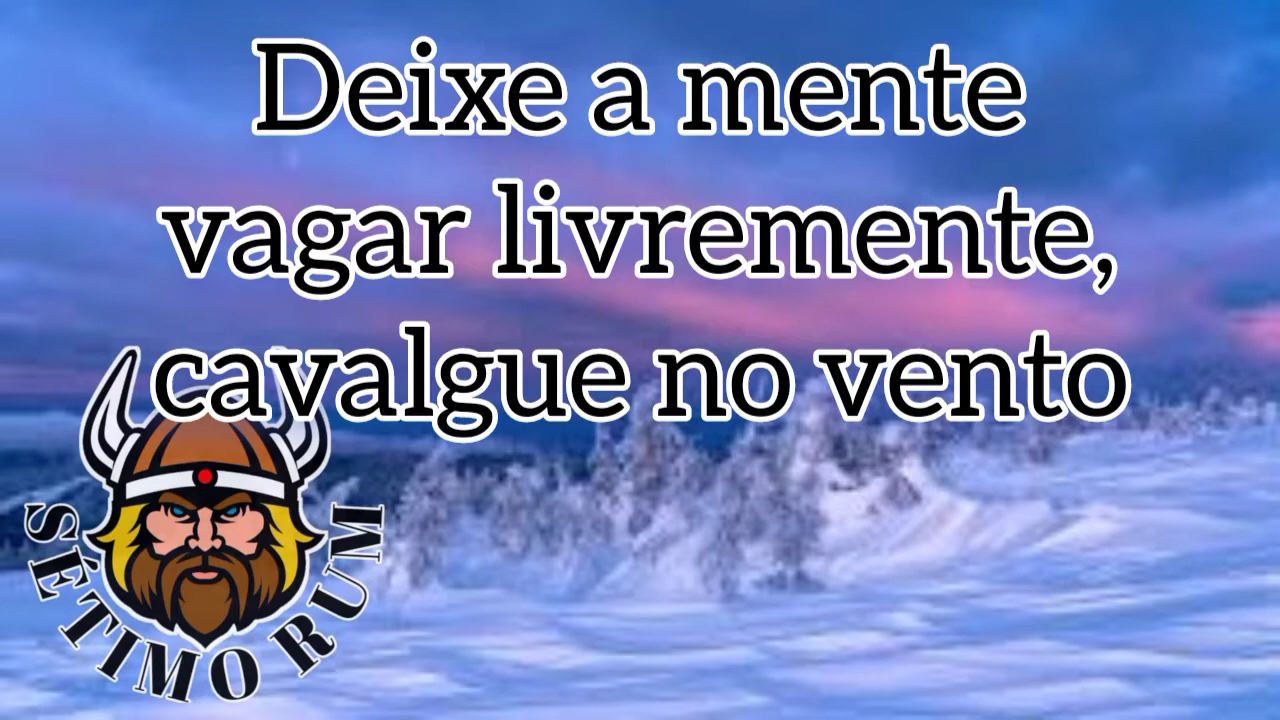 Deixe a mente
vagar livremente,
cavalgue no vento
SÉTIMO RUM